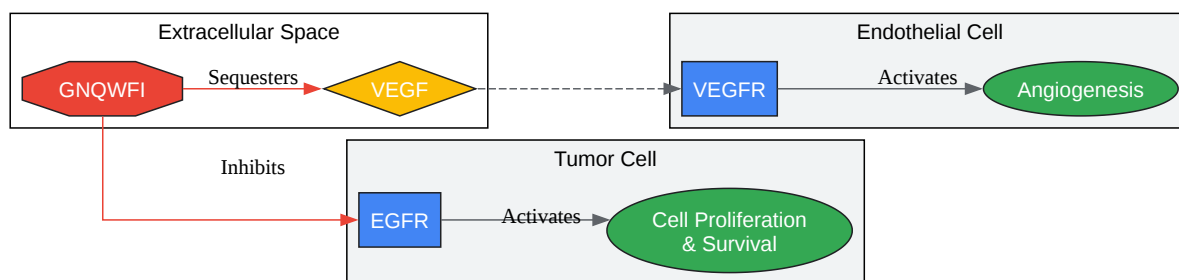 Extracellular Space
GNQWFI
Sequesters
VEGF
Endothelial Cell
VEGFR
Activates
Angiogenesis
Inhibits
Tumor Cell
EGFR
Activates
Cell Proliferation
& Survival